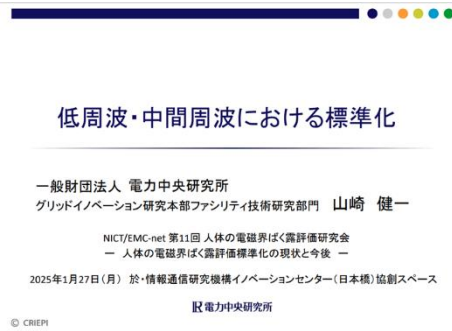 低周波・中間周波における標準化
一般財団法人 電力中央研究所
グリッドイノベーション研究本部ファシリティ技術研究部門 山崎 健一
NICT/EMC-net 第11回 人体の電磁界ばく露評価研究会
ー 人体の電磁界ばく露評価標準化の現状と今後 ー
2025年1月27日(月) 於・情報通信研究機構イノベーションセンター(日本橋)協創スペース
電力中央研究所
© CRIEPI